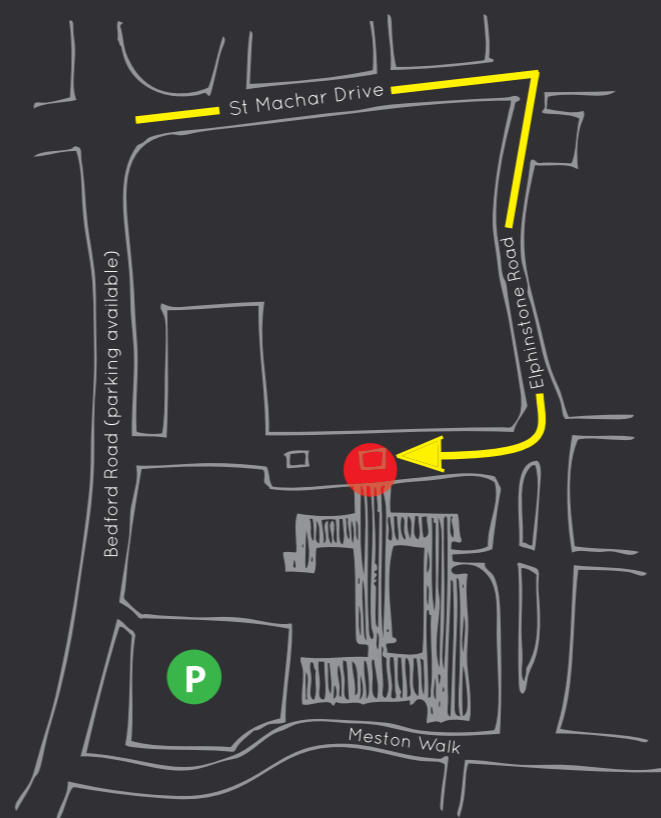 St Machar Drive
Elphinstone Road
Bedford Road (parking available)
P
Meston Walk